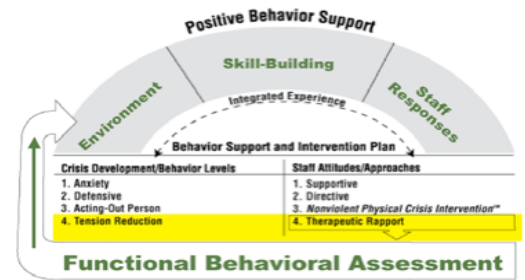 Positive Behavior Support
Skill-Building
Environment
Staff
Responses
Integrated Experience
Behavior Support and Intervention Plan
Crisis Development/Behavior Levels
1. Anxiety
2. Defensive
3. Acting-Out Person
4. Tension Reduction
Staff Attitudes/Approaches
1. Supportive
2. Directive
3. Nonviolent Physical Crisis Intervention™
4. Therapeutic Rapport
Functional Behavioral Assessment